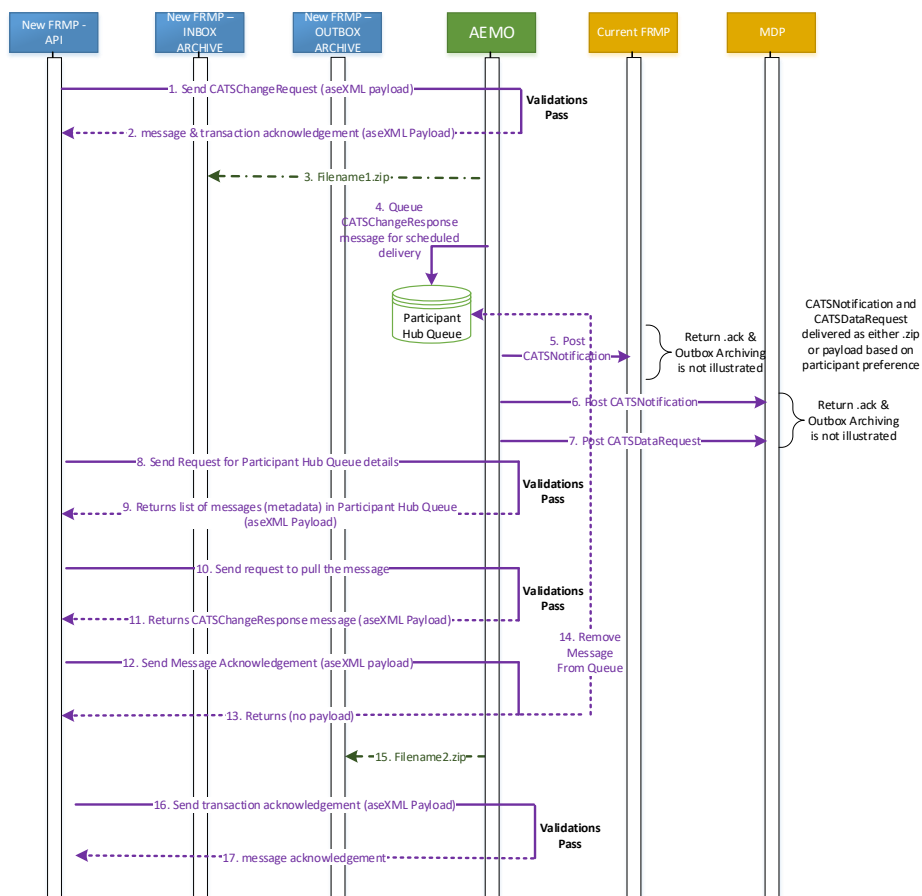 New FRMP -
API
New FRMP –
INBOX
ARCHIVE
New FRMP –
OUTBOX
ARCHIVE
AEMO
Current FRMP
MDP
1. Send CATSChangeRequest (aseXML payload)
Validations
Pass
2. message & transaction acknowledgement (aseXML Payload)
3. Filename1.zip
4. Queue
CATSChangeResponse
message for scheduled
delivery
Participant
Hub Queue
CATSNotification and
CATSDataRequest
delivered as either .zip
or payload based on
participant preference
5. Post
CATSNotification
Return .ack &
Outbox Archiving
is not illustrated
6. Post CATSNotification
Return .ack &
Outbox Archiving
is not illustrated
7. Post CATSDataRequest
8. Send Request for Participant Hub Queue details
Validations
Pass
9. Returns list of messages (metadata) in Participant Hub Queue
(aseXML Payload)
10. Send request to pull the message
Validations
Pass
11. Returns CATSChangeResponse message (aseXML Payload)
14. Remove
Message
From Queue
12. Send Message Acknowledgement (aseXML payload)
13. Returns (no payload)
15. Filename2.zip
16. Send transaction acknowledgement (aseXML Payload)
Validations
Pass
17. message acknowledgement